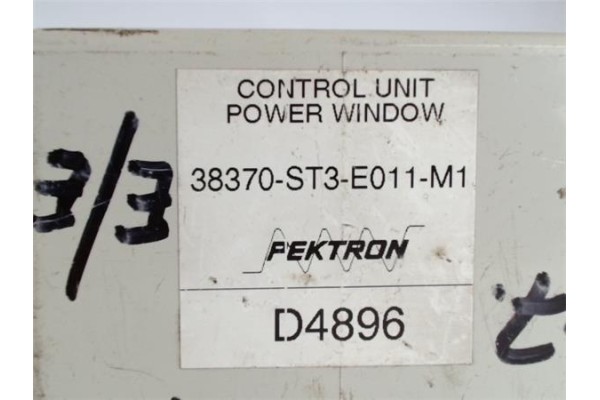 CONTROL UNIT
POWER WINDOW
38370-ST3-E011-M1
PEKTRON
D4896
3/3